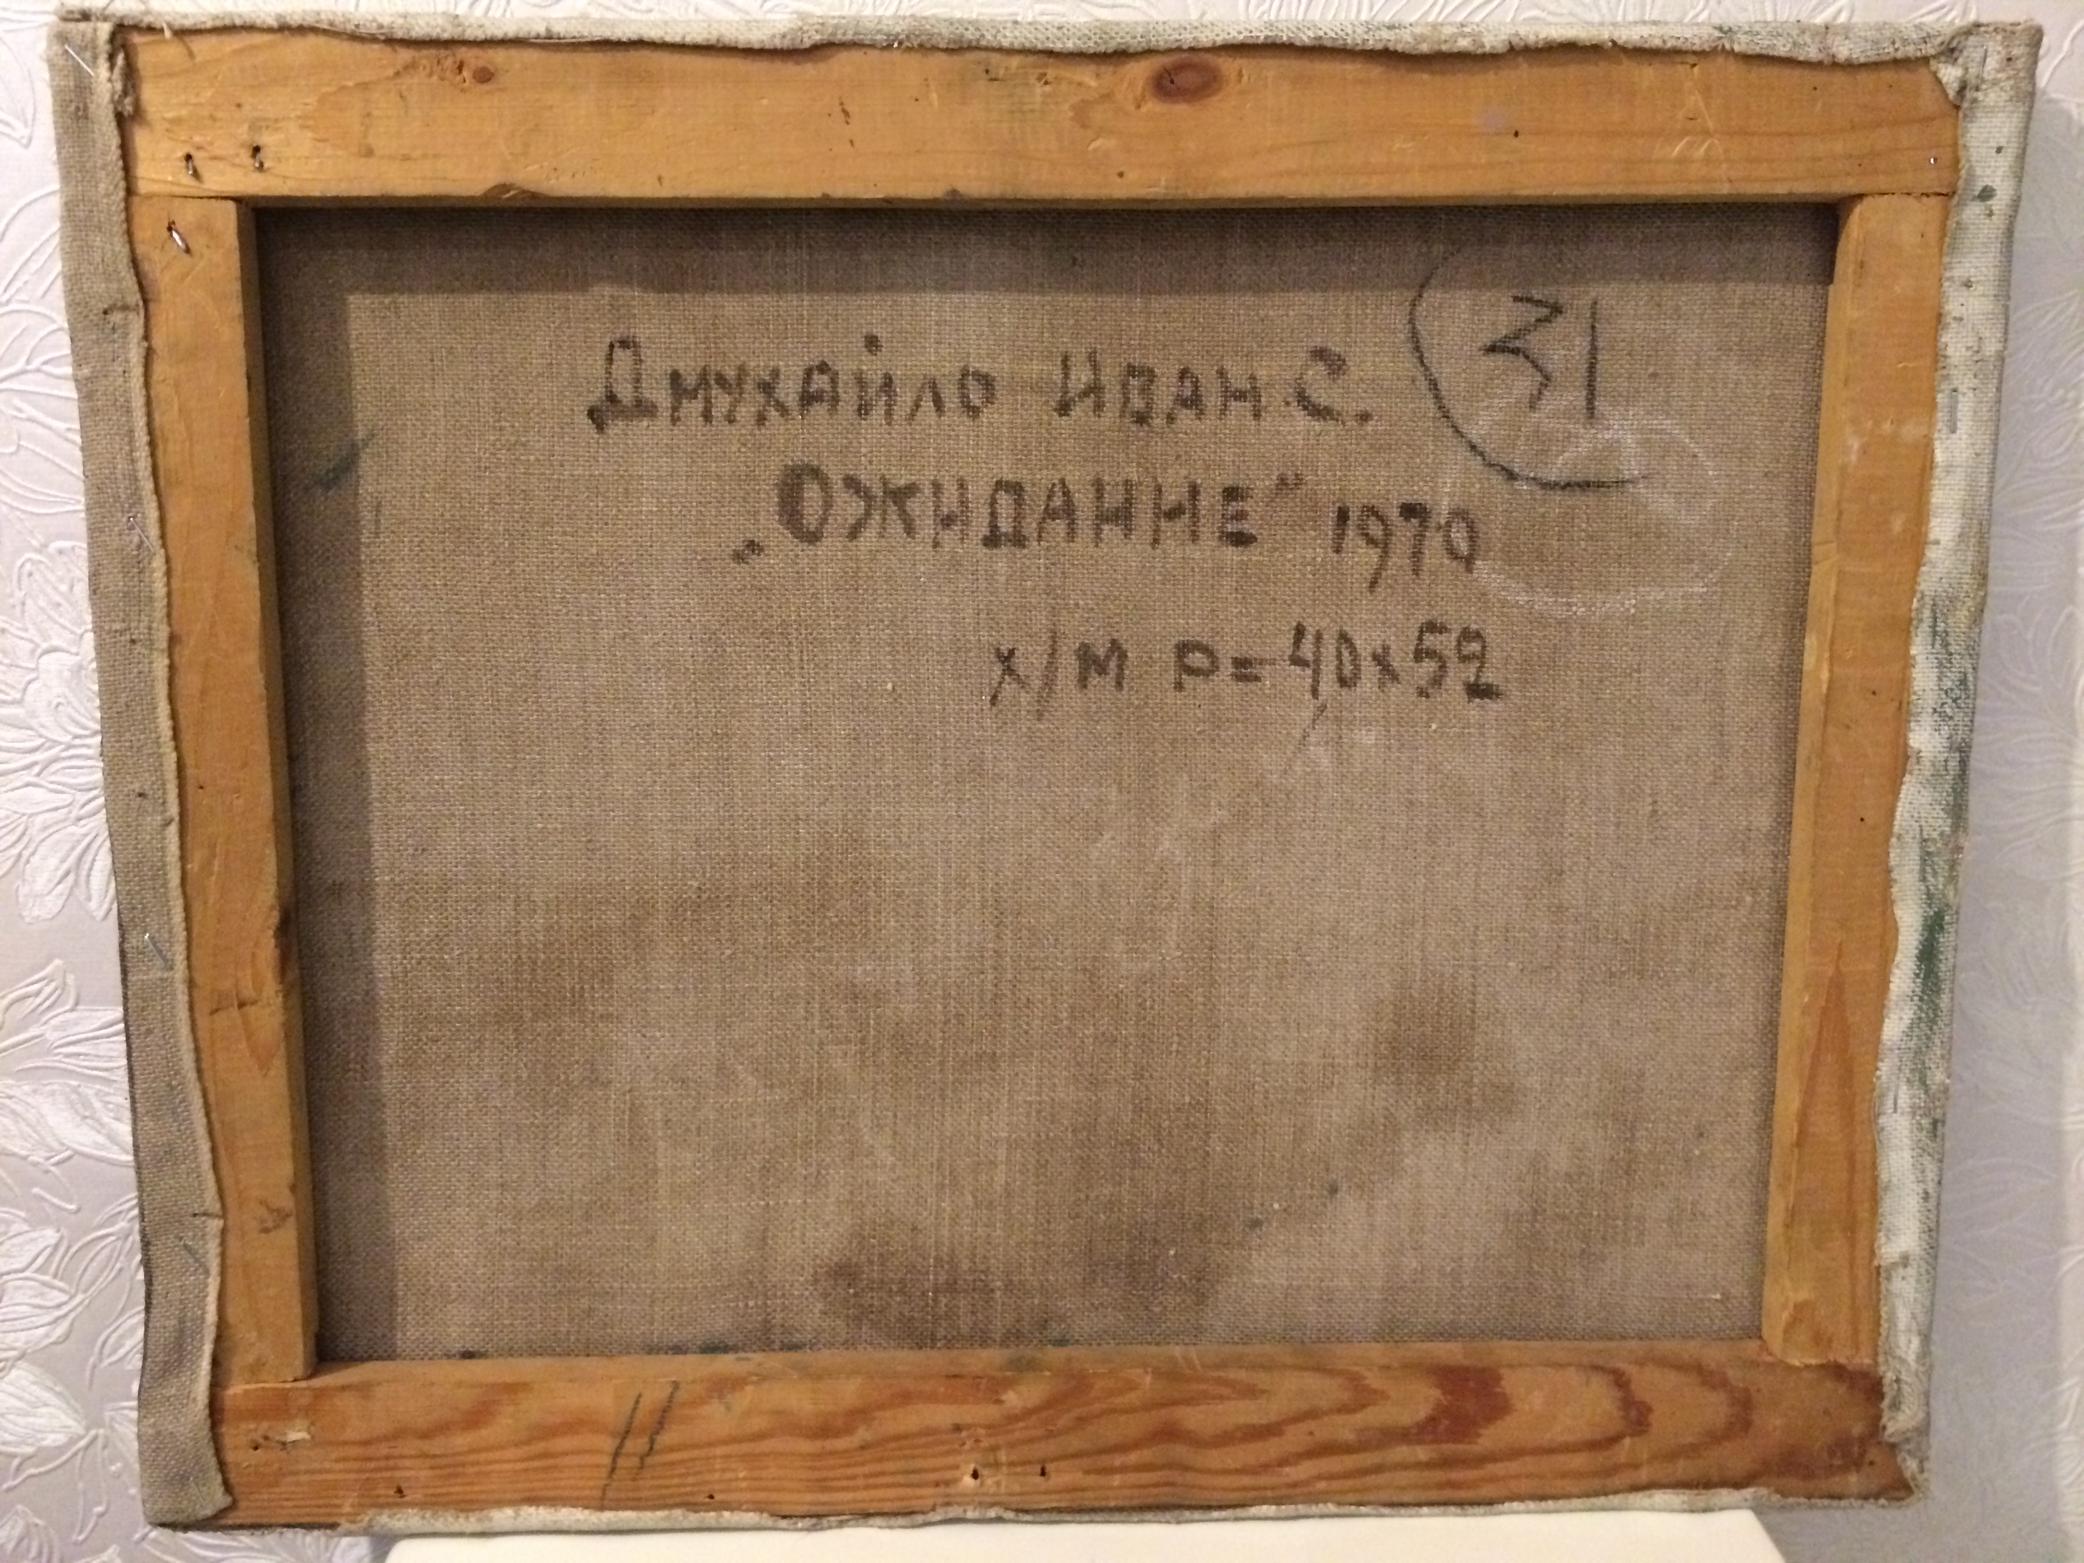 31
Дмухайло Иван С.
„ОЖИДАНИЕ" 1970
х/м Р=40х52